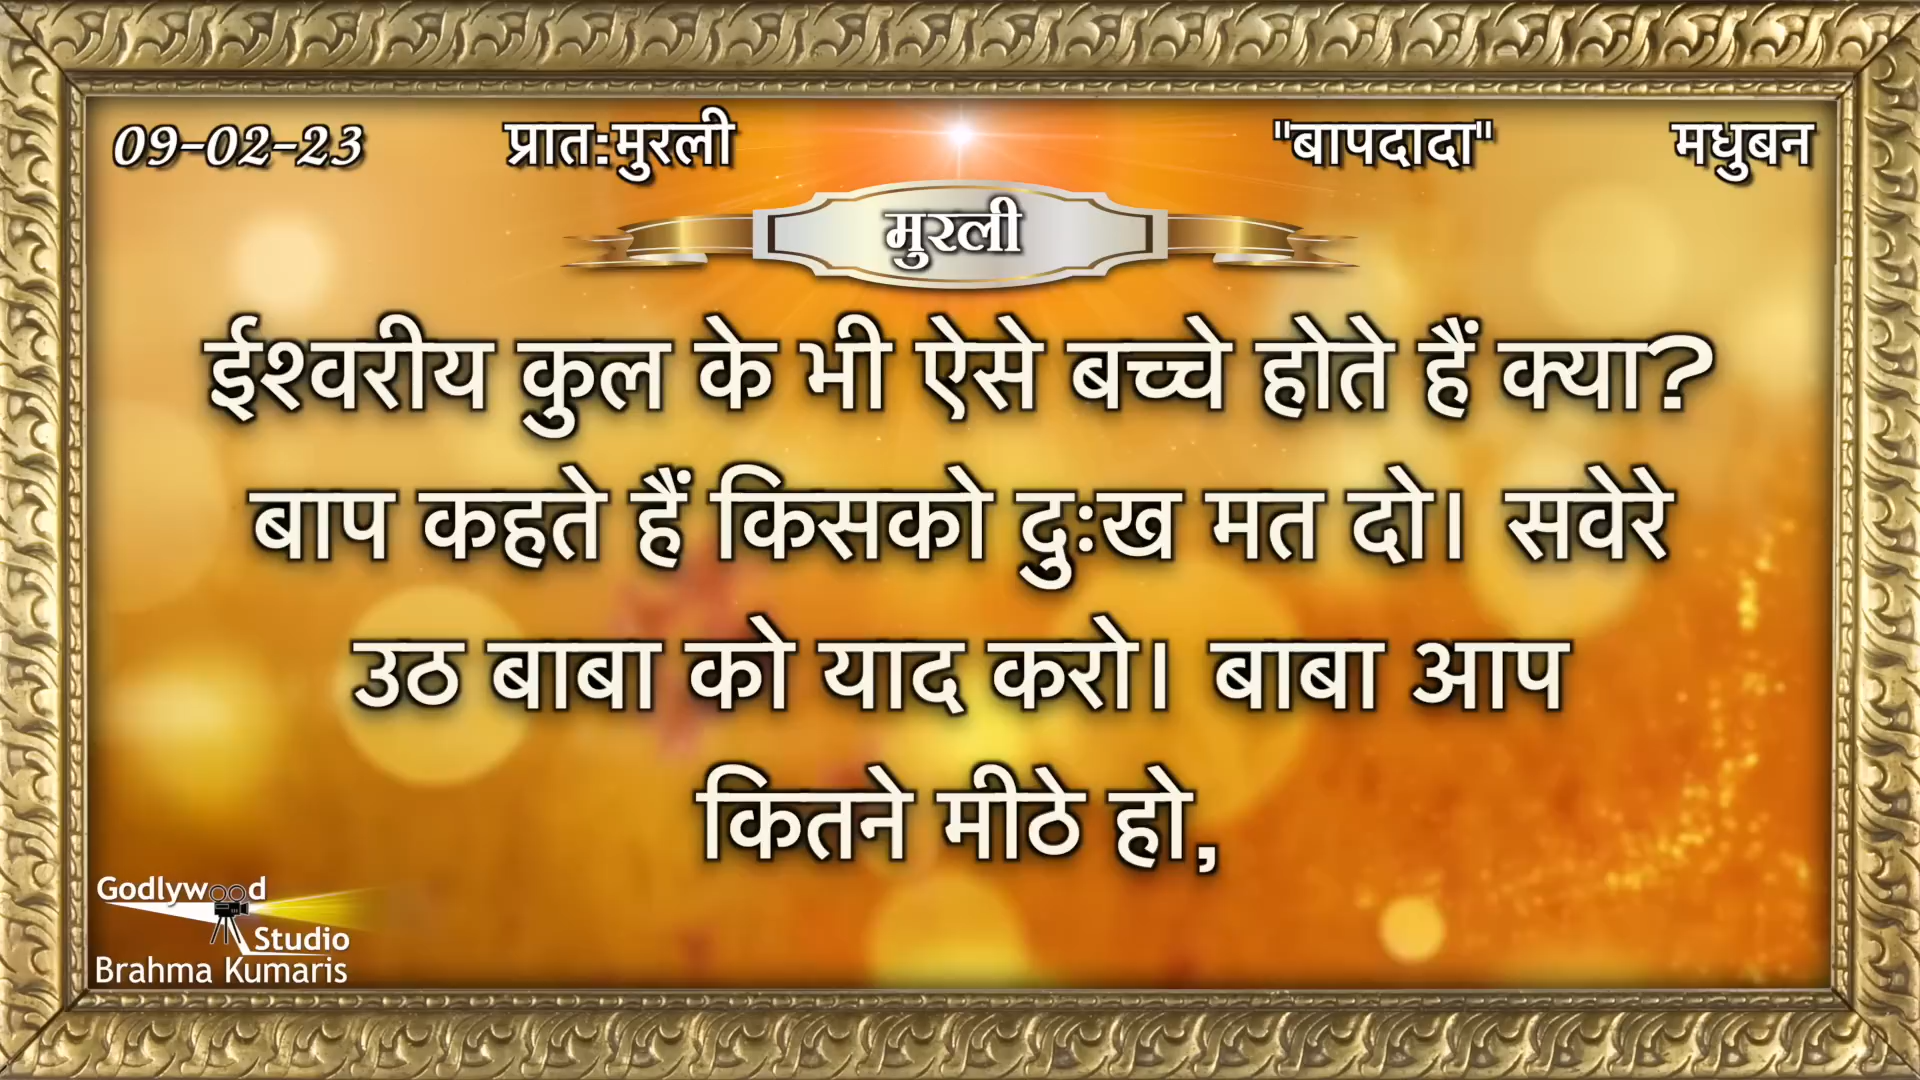 09-02-23 प्रात:मुरली "बापदादा" मधुबन
मुरली
ईश्वरीय कुल के भी ऐसे बच्चे होते हैं क्या?
बाप कहते हैं किसको दुःख मत दो। सवेरे
उठ बाबा को याद करो। बाबा आप
कितने मीठे हो,
Godlywood
Studio
Brahma Kumaris